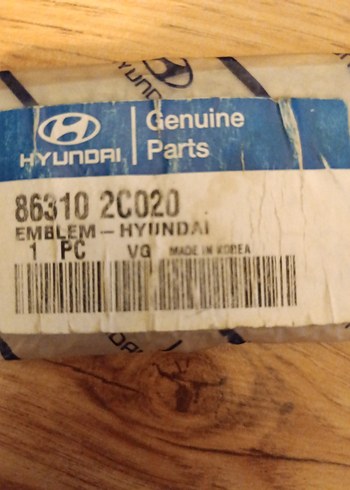 HYUNDAI
Genuine
Parts
86310 2C020
EMBLEM-HYUNDAI
1 PC VG MADE IN KOREA